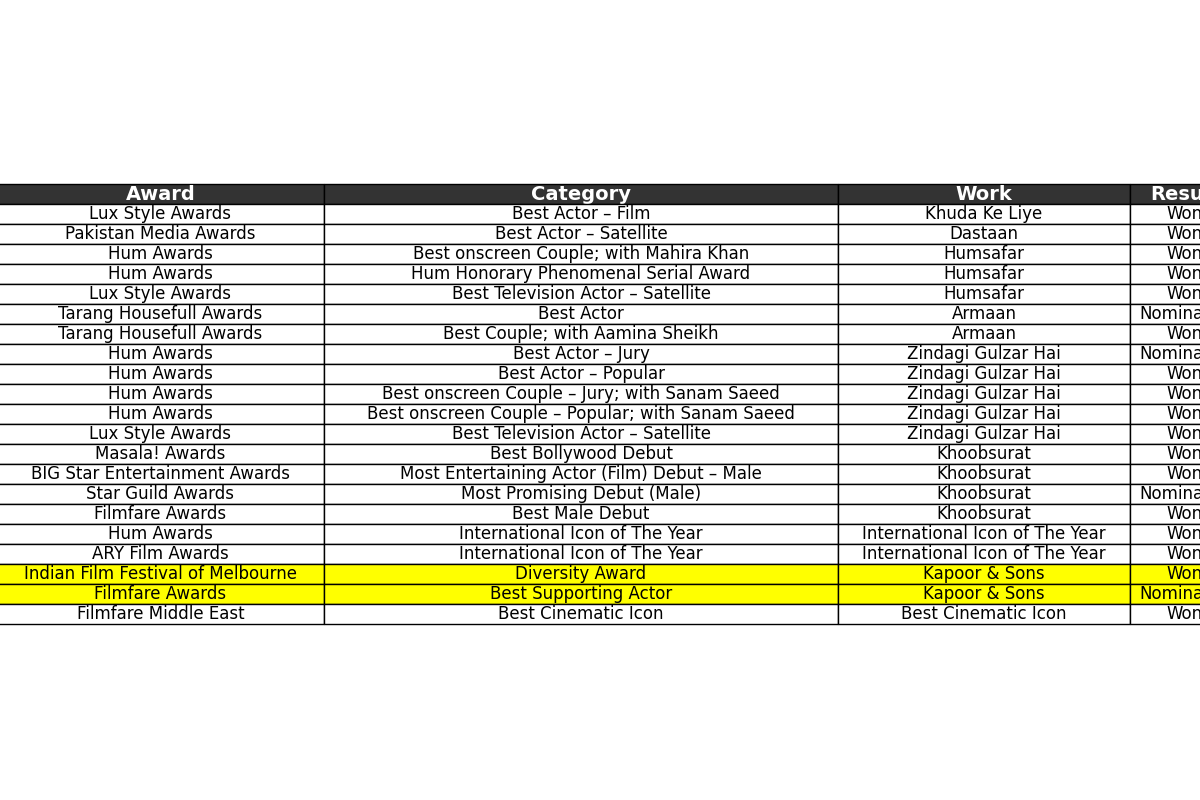 Award Category Work Resu
Lux Style Awards Best Actor – Film Khuda Ke Liye Won
Pakistan Media Awards Best Actor – Satellite Dastaan Won
Hum Awards Best onscreen Couple; with Mahira Khan Humsafar Won
Hum Awards Hum Honorary Phenomenal Serial Award Humsafar Won
Lux Style Awards Best Television Actor – Satellite Humsafar Won
Tarang Housefull Awards Best Actor Armaan Nomina
Tarang Housefull Awards Best Couple; with Aamina Sheikh Armaan Won
Hum Awards Best Actor – Jury Zindagi Gulzar Hai Nomina
Hum Awards Best Actor – Popular Zindagi Gulzar Hai Won
Hum Awards Best onscreen Couple – Jury; with Sanam Saeed Zindagi Gulzar Hai Won
Hum Awards Best onscreen Couple – Popular; with Sanam Saeed Zindagi Gulzar Hai Won
Lux Style Awards Best Television Actor – Satellite Zindagi Gulzar Hai Won
Masala! Awards Best Bollywood Debut Khoobsurat Won
BIG Star Entertainment Awards Most Entertaining Actor (Film) Debut – Male Khoobsurat Won
Star Guild Awards Most Promising Debut (Male) Khoobsurat Nomina
Filmfare Awards Best Male Debut Khoobsurat Won
Hum Awards International Icon of The Year International Icon of The Year Won
ARY Film Awards International Icon of The Year International Icon of The Year Won
Indian Film Festival of Melbourne Diversity Award Kapoor & Sons Won
Filmfare Awards Best Supporting Actor Kapoor & Sons Nomina
Filmfare Middle East Best Cinematic Icon Best Cinematic Icon Won